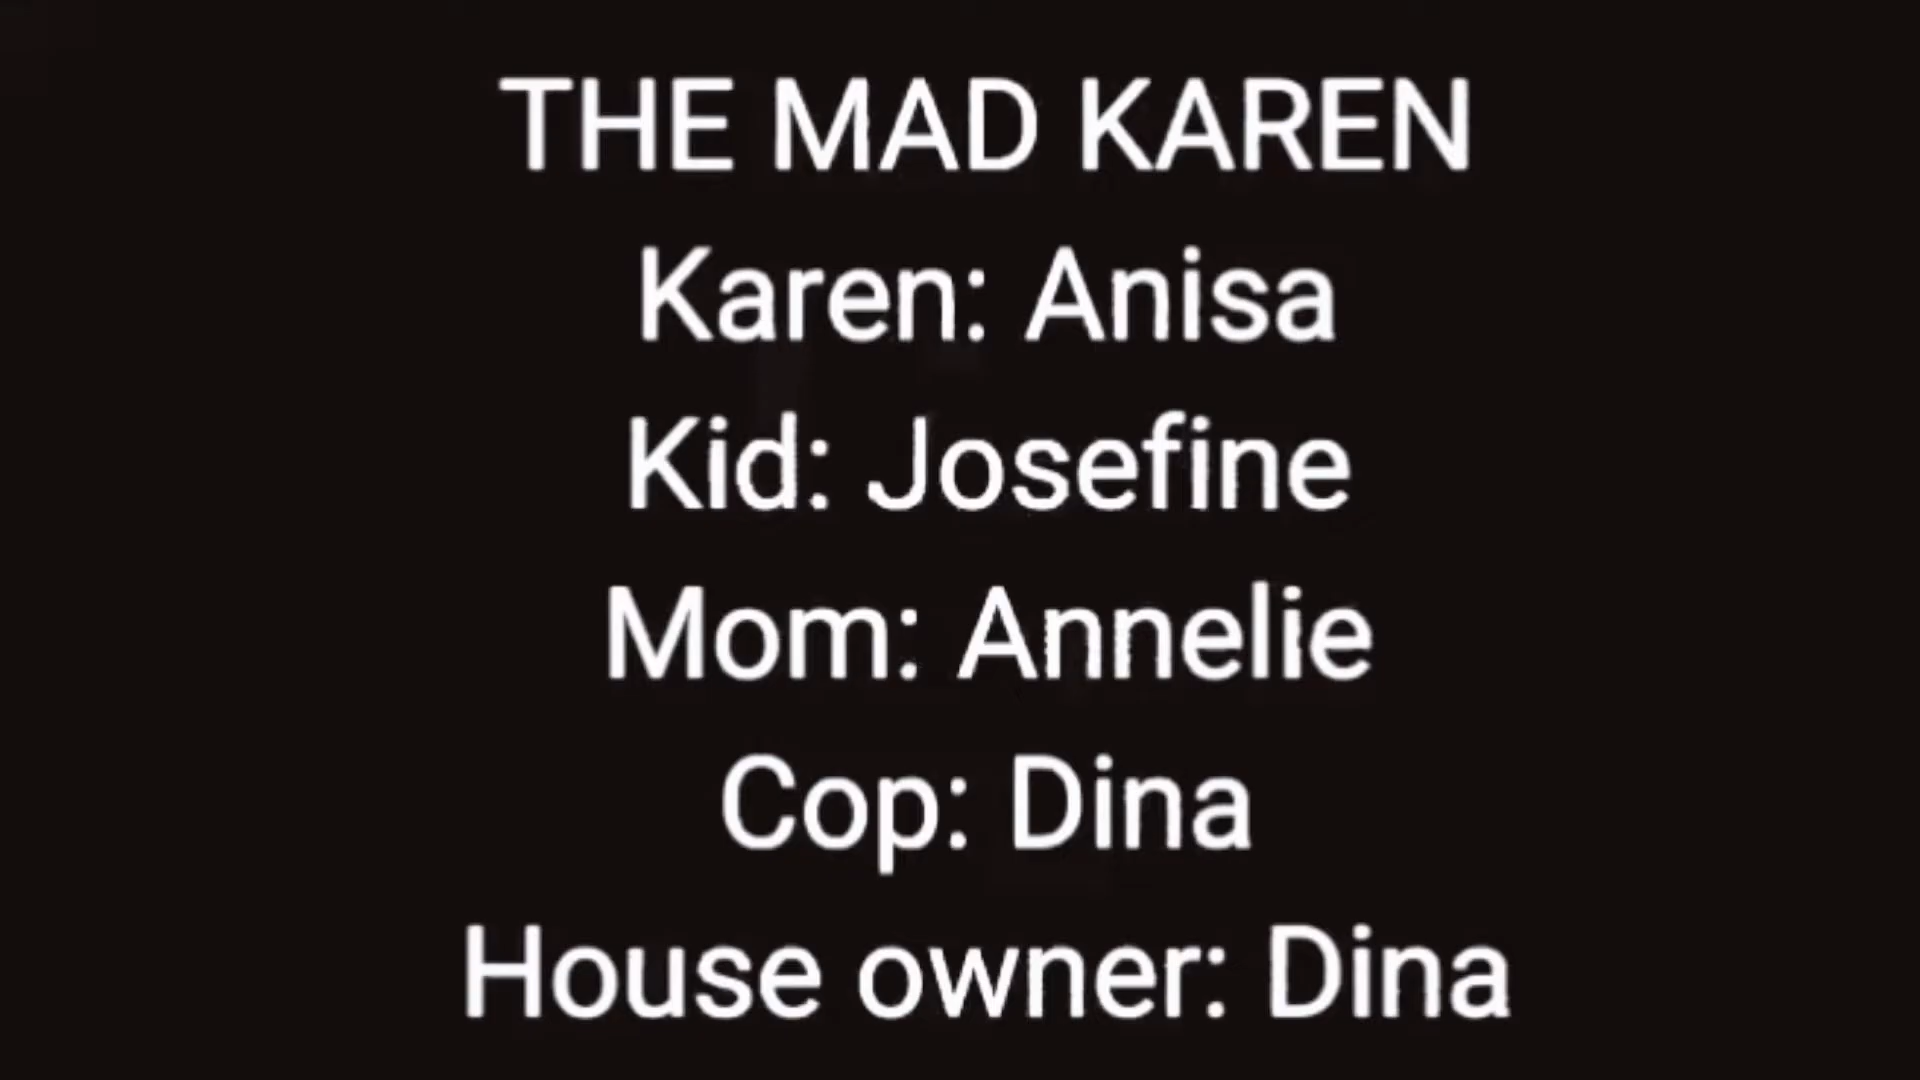 THE MAD KAREN
Karen: Anisa
Kid: Josefine
Mom: Annelie
Cop: Dina
House owner: Dina